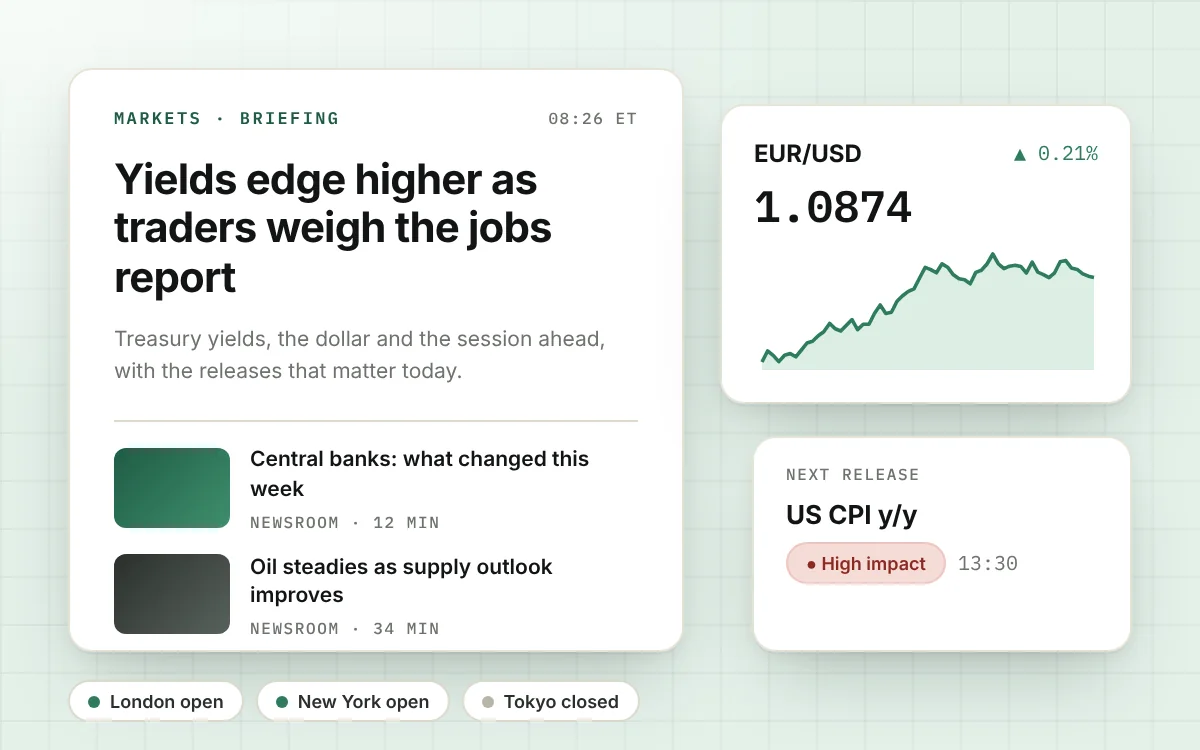 MARKETS · BRIEFING
08:26 ET
Yields edge higher as
traders weigh the jobs
report
Treasury yields, the dollar and the session ahead,
with the releases that matter today.
Central banks: what changed this
week
NEWSROOM · 12 MIN
Oil steadies as supply outlook
improves
NEWSROOM · 34 MIN
EUR/USD
▲ 0.21%
1.0874
NEXT RELEASE
US CPI y/y
● High impact
13:30
London open
New York open
Tokyo closed